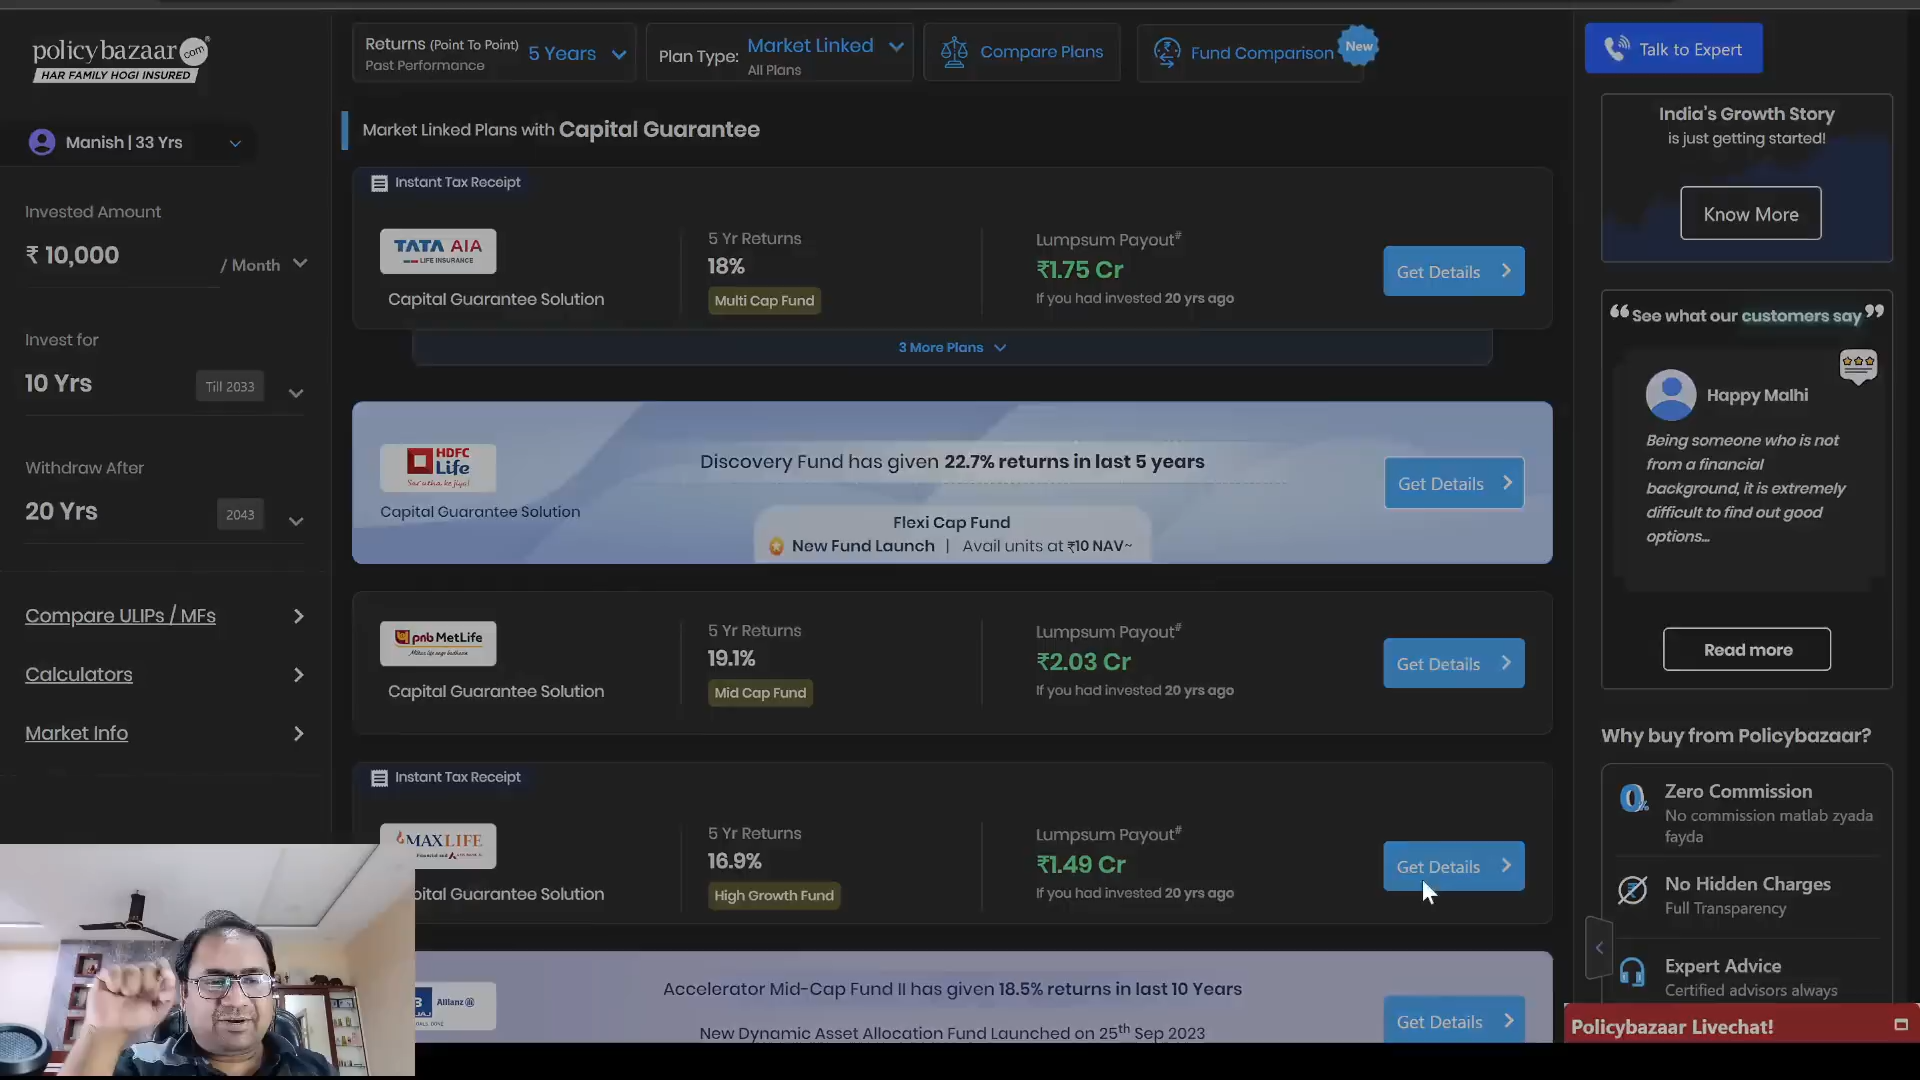 policybazaar.com
HAR FAMILY HOGI INSURED
Manish | 33 Yrs
Invested Amount
₹ 10,000
/ Month
Invest for
10 Yrs
Till 2033
Withdraw After
20 Yrs
2043
Compare ULIPs / MFs
Calculators
Market Info
Returns (Point To Point)
Past Performance
5 Years
Plan Type:
Market Linked
All Plans
Compare Plans
Fund Comparison
New
Market Linked Plans with Capital Guarantee
Instant Tax Receipt
TATA AIA
LIFE INSURANCE
Capital Guarantee Solution
5 Yr Returns
18%
Multi Cap Fund
Lumpsum Payout#
₹1.75 Cr
If you had invested 20 yrs ago
Get Details
3 More Plans
HDFC
Life
Sar utha ke jiyo!
Capital Guarantee Solution
Discovery Fund has given 22.7% returns in last 5 years
Flexi Cap Fund
New Fund Launch | Avail units at ₹10 NAV~
Get Details
pnb MetLife
Milkar life aage badhaein
Capital Guarantee Solution
5 Yr Returns
19.1%
Mid Cap Fund
Lumpsum Payout#
₹2.03 Cr
If you had invested 20 yrs ago
Get Details
Instant Tax Receipt
MAX LIFE
pital Guarantee Solution
5 Yr Returns
16.9%
High Growth Fund
Lumpsum Payout#
₹1.49 Cr
If you had invested 20 yrs ago
Get Details
Allianz
Accelerator Mid-Cap Fund II has given 18.5% returns in last 10 Years
New Dynamic Asset Allocation Fund Launched on 25th Sep 2023
Get Details
Talk to Expert
India's Growth Story
is just getting started!
Know More
“ See what our customers say ”
Happy Malhi
Being someone who is not
from a financial
background, it is extremely
difficult to find out good
options...
Read more
Why buy from Policybazaar?
0%
Zero Commission
No commission matlab zyada
fayda
No Hidden Charges
Full Transparency
Expert Advice
Certified advisors always
Policybazaar Livechat!